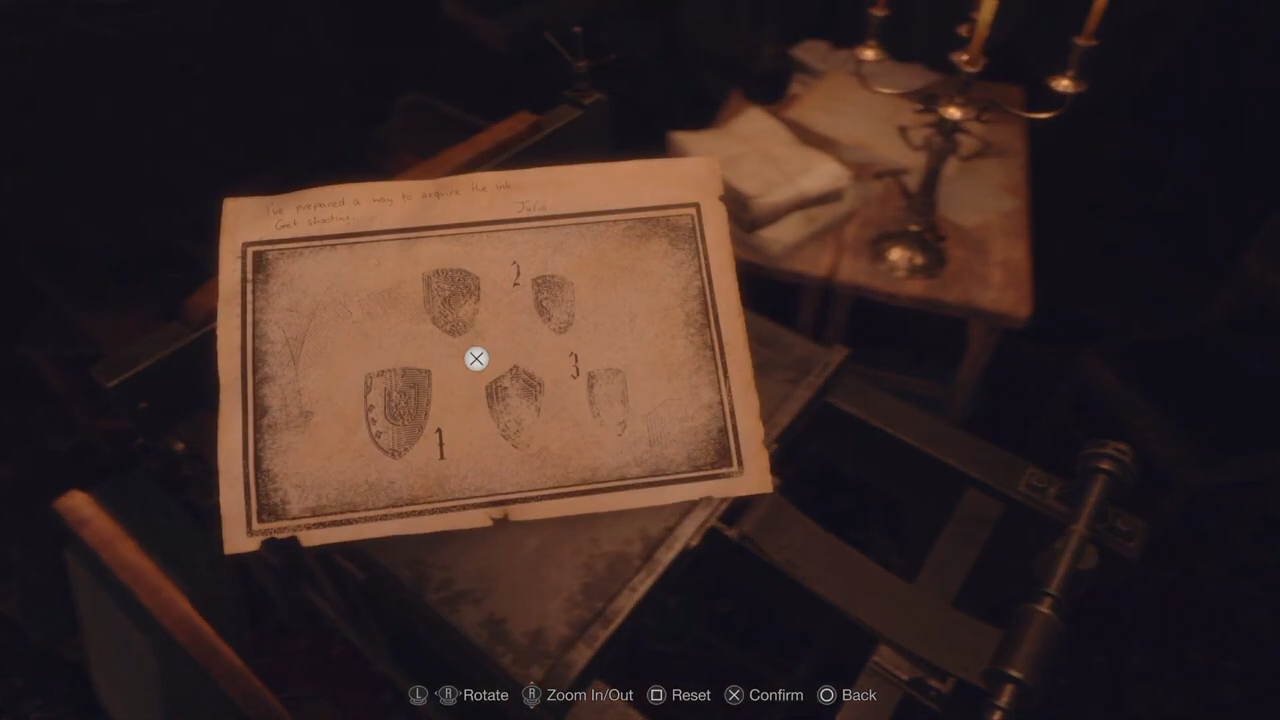 I've prepared a way to acquire the ink.
Get shooting.
Julie
2
3
1
Rotate Zoom In/Out Reset Confirm Back